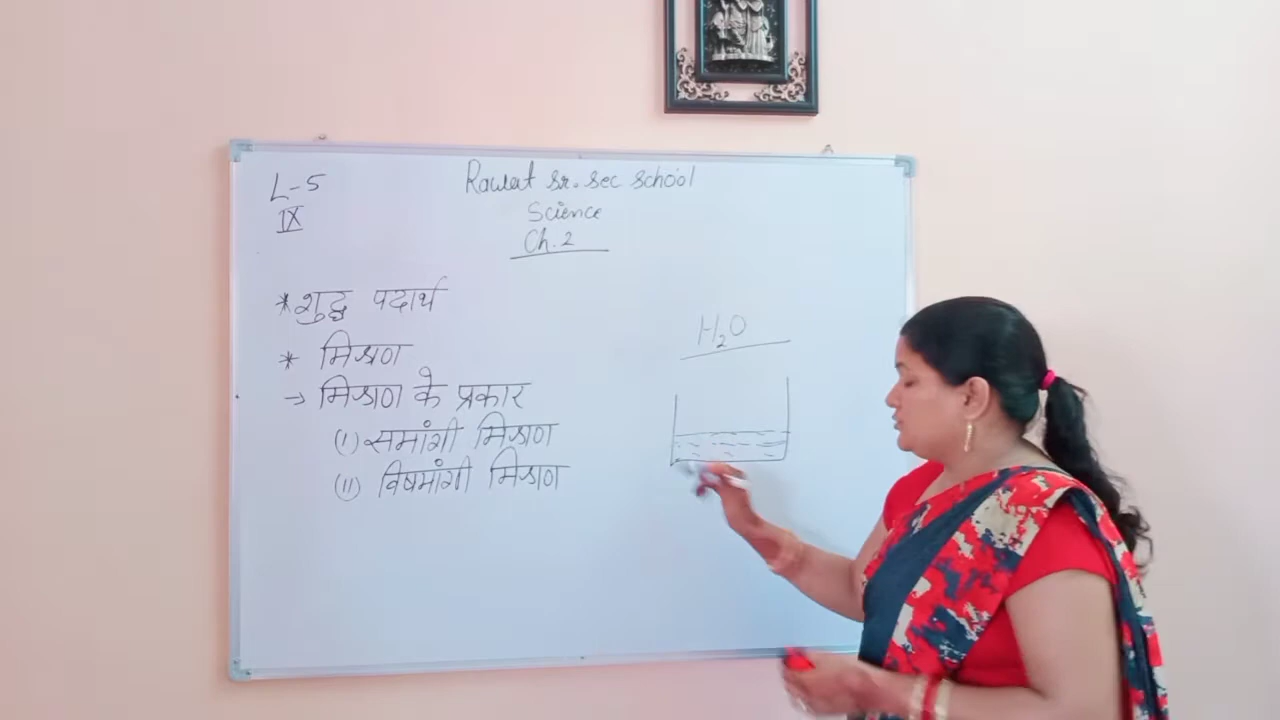 L-5
IX
Rawat sr. sec school
Science
Ch. 2
* शुद्ध पदार्थ
* मिश्रण
→ मिश्रण के प्रकार
(I) समांगी मिश्रण
(II) विषमांगी मिश्रण
H₂O